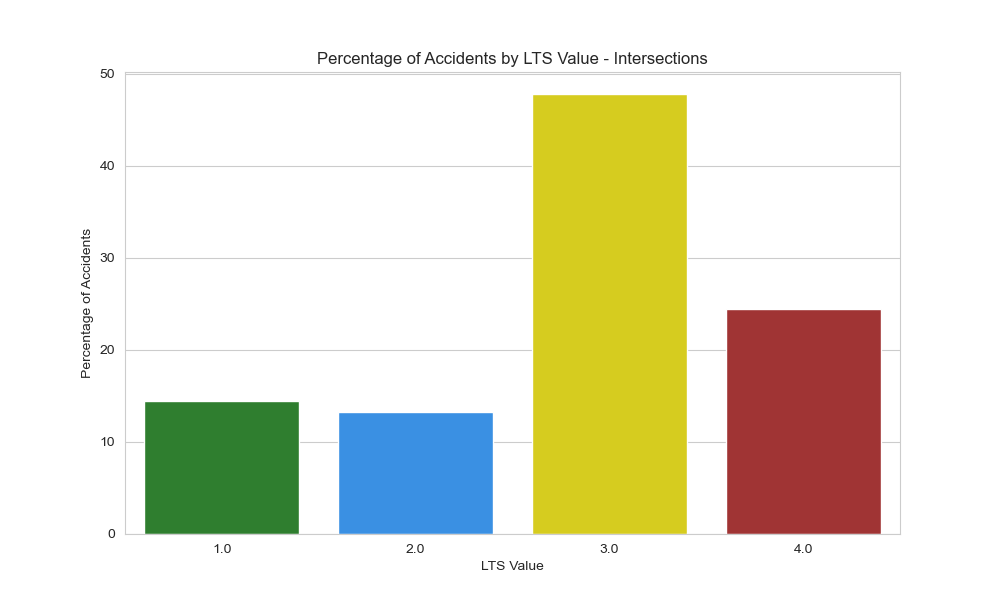 Percentage of Accidents by LTS Value - Intersections
50
40
30
20
10
0
Percentage of Accidents
1.0 2.0 3.0 4.0
LTS Value